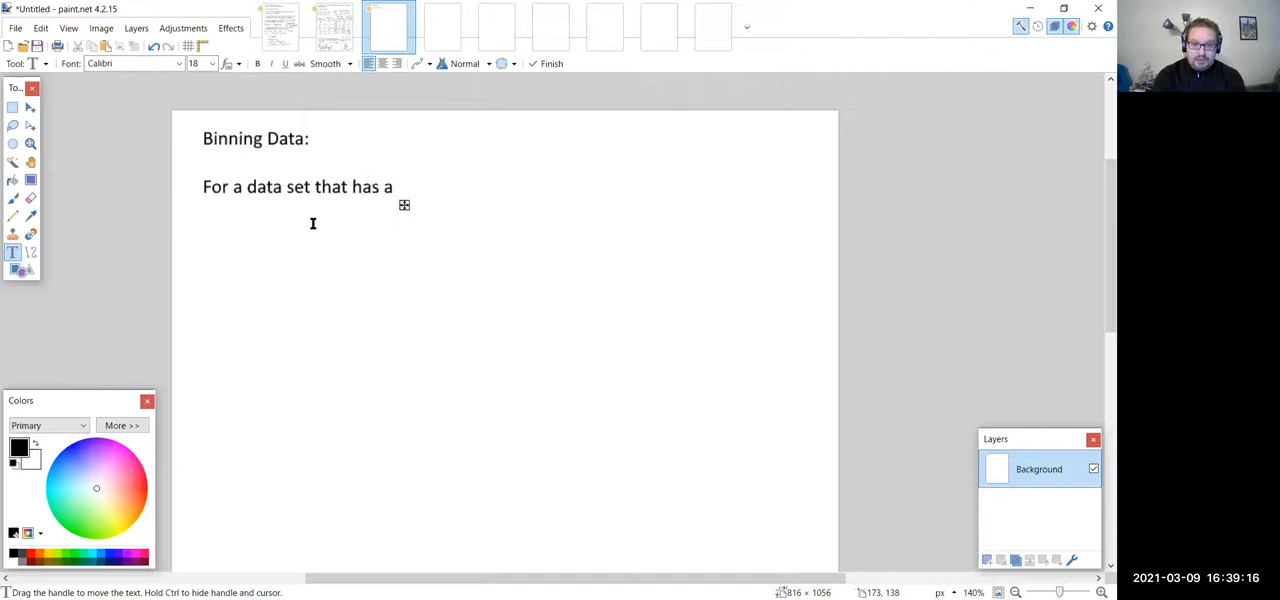 *Untitled - paint.net 4.2.15
File Edit View Image Layers Adjustments Effects
Tool: Font: Calibri 18 B I U abc Smooth Normal Finish
To...
Binning Data:
For a data set that has a
Colors
Primary More >>
Layers
Background
Drag the handle to move the text. Hold Ctrl to hide handle and cursor. 816 × 1056 173, 138 px 140%
2021-03-09 16:39:16